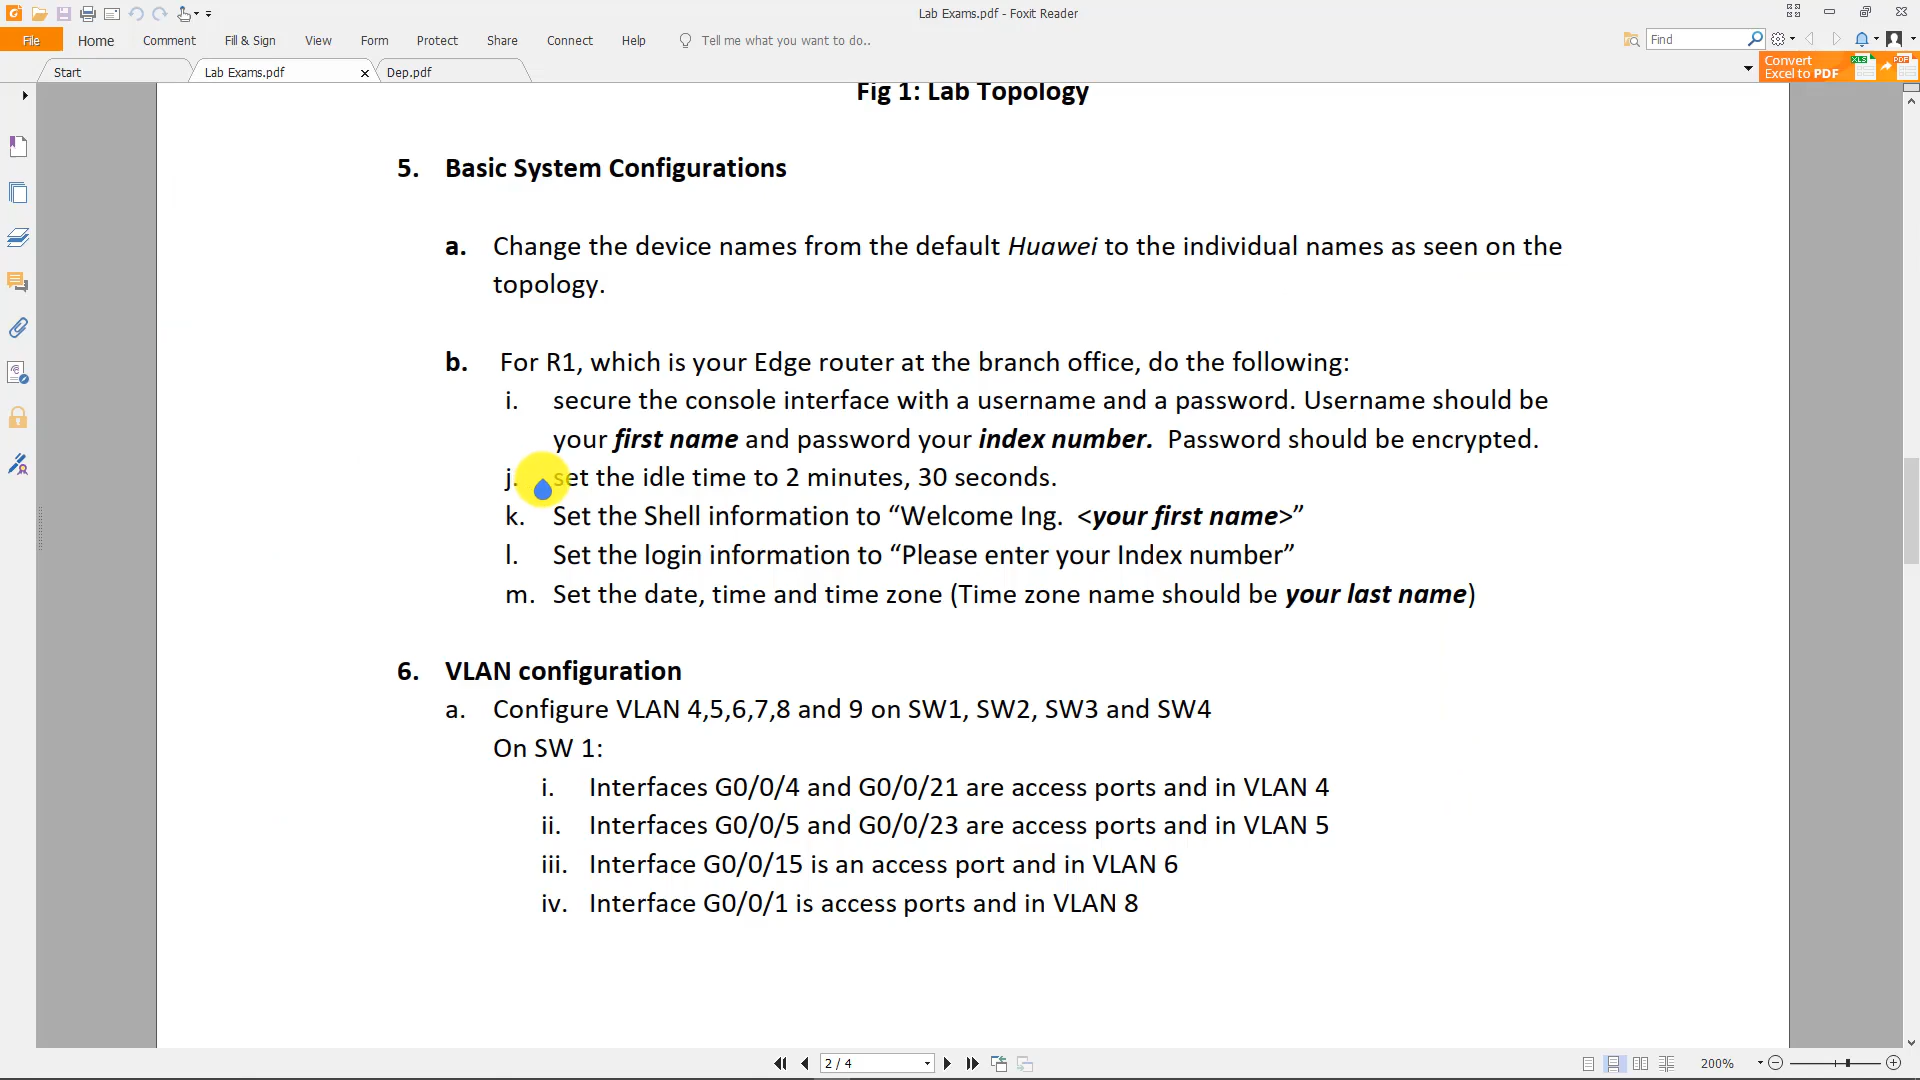 Lab Exams.pdf - Foxit Reader
File Home Comment Fill & Sign View Form Protect Share Connect Help Tell me what you want to do.. Find
Start Lab Exams.pdf Dep.pdf
Convert
Excel to PDF
XLS PDF
Fig 1: Lab Topology
5. Basic System Configurations
a. Change the device names from the default Huawei to the individual names as seen on the
topology.
b. For R1, which is your Edge router at the branch office, do the following:
i. secure the console interface with a username and a password. Username should be
your first name and password your index number. Password should be encrypted.
j. set the idle time to 2 minutes, 30 seconds.
k. Set the Shell information to “Welcome Ing. <your first name>”
l. Set the login information to “Please enter your Index number”
m. Set the date, time and time zone (Time zone name should be your last name)
6. VLAN configuration
a. Configure VLAN 4,5,6,7,8 and 9 on SW1, SW2, SW3 and SW4
On SW 1:
i. Interfaces G0/0/4 and G0/0/21 are access ports and in VLAN 4
ii. Interfaces G0/0/5 and G0/0/23 are access ports and in VLAN 5
iii. Interface G0/0/15 is an access port and in VLAN 6
iv. Interface G0/0/1 is access ports and in VLAN 8
2 / 4 200%